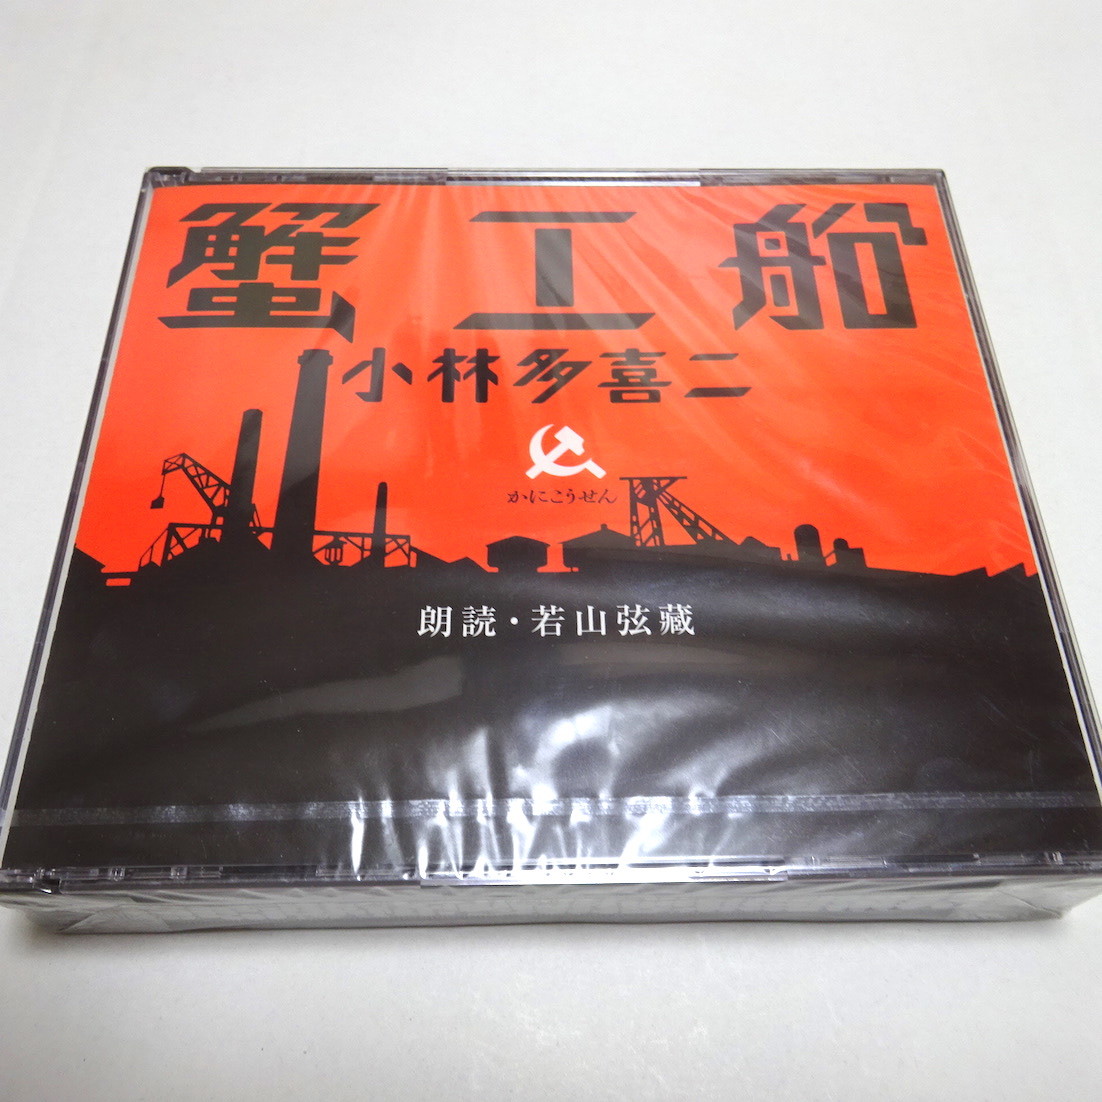 蟹工船
小林多喜二
かにこうせん
朗読・若山弦藏